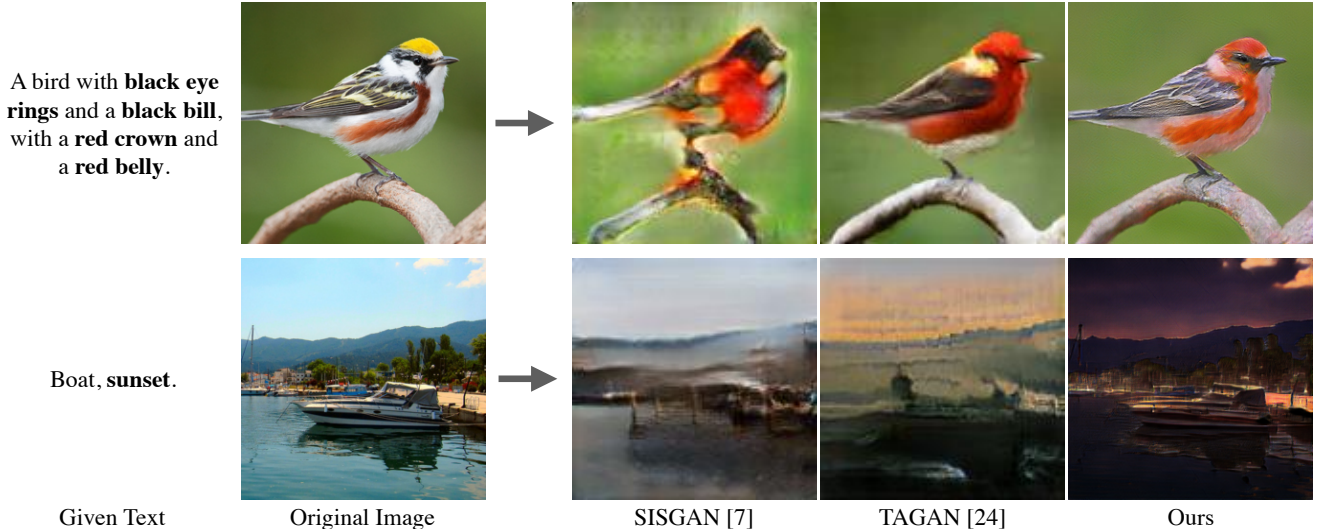 A bird with black eye
rings and a black bill,
with a red crown and
a red belly.
Boat, sunset.
Given Text
Original Image
SISGAN [7]
TAGAN [24]
Ours